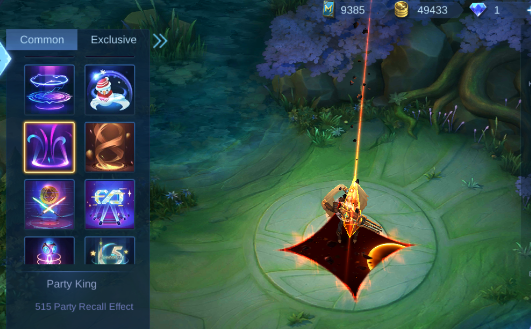 9385
49433
1
Common
Exclusive
Party King
515 Party Recall Effect